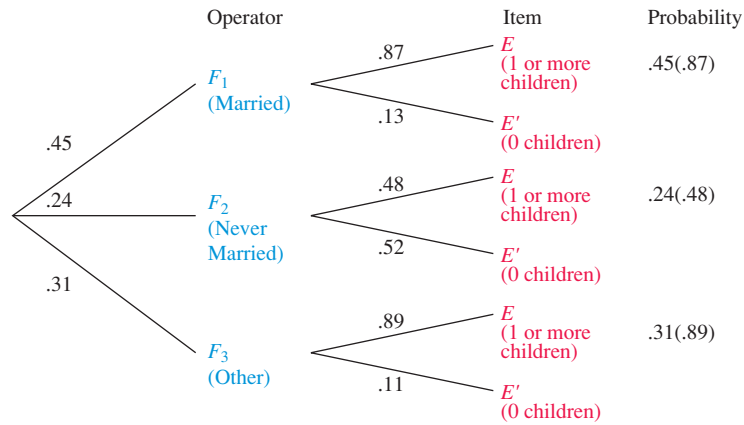 Operator Item Probability
.87
E
(1 or more
children)
.45(.87)
F1
(Married)
.13
E′
(0 children)
.45
.48
E
(1 or more
children)
.24(.48)
.24
F2
(Never
Married)
.52
E′
(0 children)
.31
.89
E
(1 or more
children)
.31(.89)
F3
(Other)
.11
E′
(0 children)